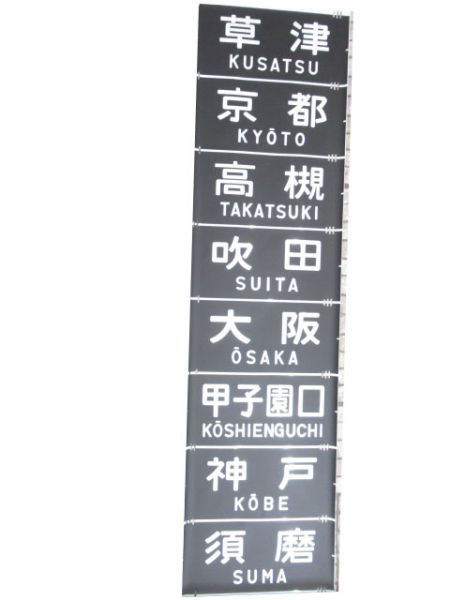 草津
KUSATSU
京都
KYŌTO
高槻
TAKATSUKI
吹田
SUITA
大阪
ŌSAKA
甲子園口
KŌSHIENGUCHI
神戸
KŌBE
須磨
SUMA